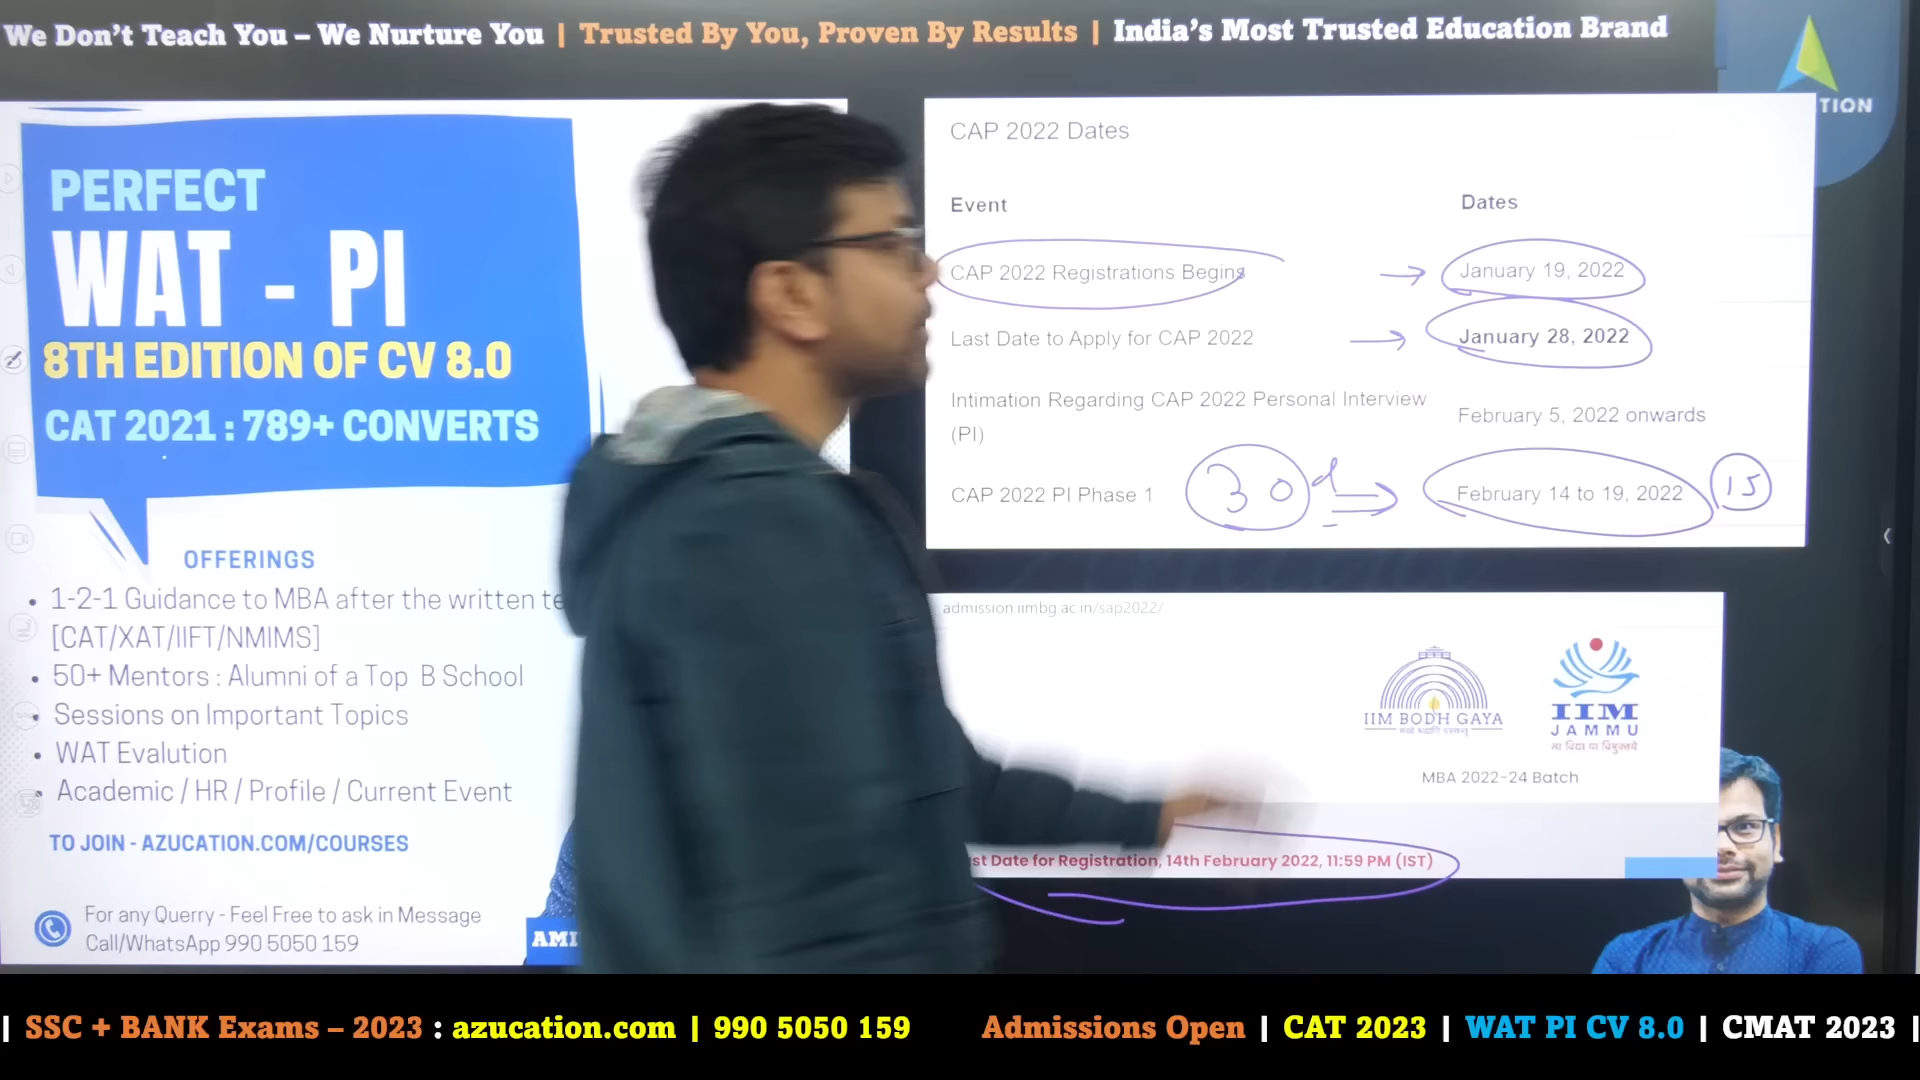 We Don't Teach You – We Nurture You | Trusted By You, Proven By Results | India's Most Trusted Education Brand
TION
PERFECT
WAT - PI
8TH EDITION OF CV 8.0
CAT 2021 : 789+ CONVERTS
OFFERINGS
• 1-2-1 Guidance to MBA after the written te
[CAT/XAT/IIFT/NMIMS]
• 50+ Mentors : Alumni of a Top B School
• Sessions on Important Topics
• WAT Evalution
• Academic / HR / Profile / Current Event
TO JOIN - AZUCATION.COM/COURSES
For any Querry - Feel Free to ask in Message
Call/WhatsApp 990 5050 159
AMI
CAP 2022 Dates
Event Dates
CAP 2022 Registrations Begins January 19, 2022
Last Date to Apply for CAP 2022 January 28, 2022
Intimation Regarding CAP 2022 Personal Interview
(PI) February 5, 2022 onwards
CAP 2022 PI Phase 1 30 d February 14 to 19, 2022 15
admission.iimbg.ac.in/sap2022/
IIM BODH GAYA
IIM
JAMMU
सा विद्या या विमुक्तये
MBA 2022-24 Batch
st Date for Registration, 14th February 2022, 11:59 PM (IST)
| SSC + BANK Exams – 2023 : azucation.com | 990 5050 159 Admissions Open | CAT 2023 | WAT PI CV 8.0 | CMAT 2023 |